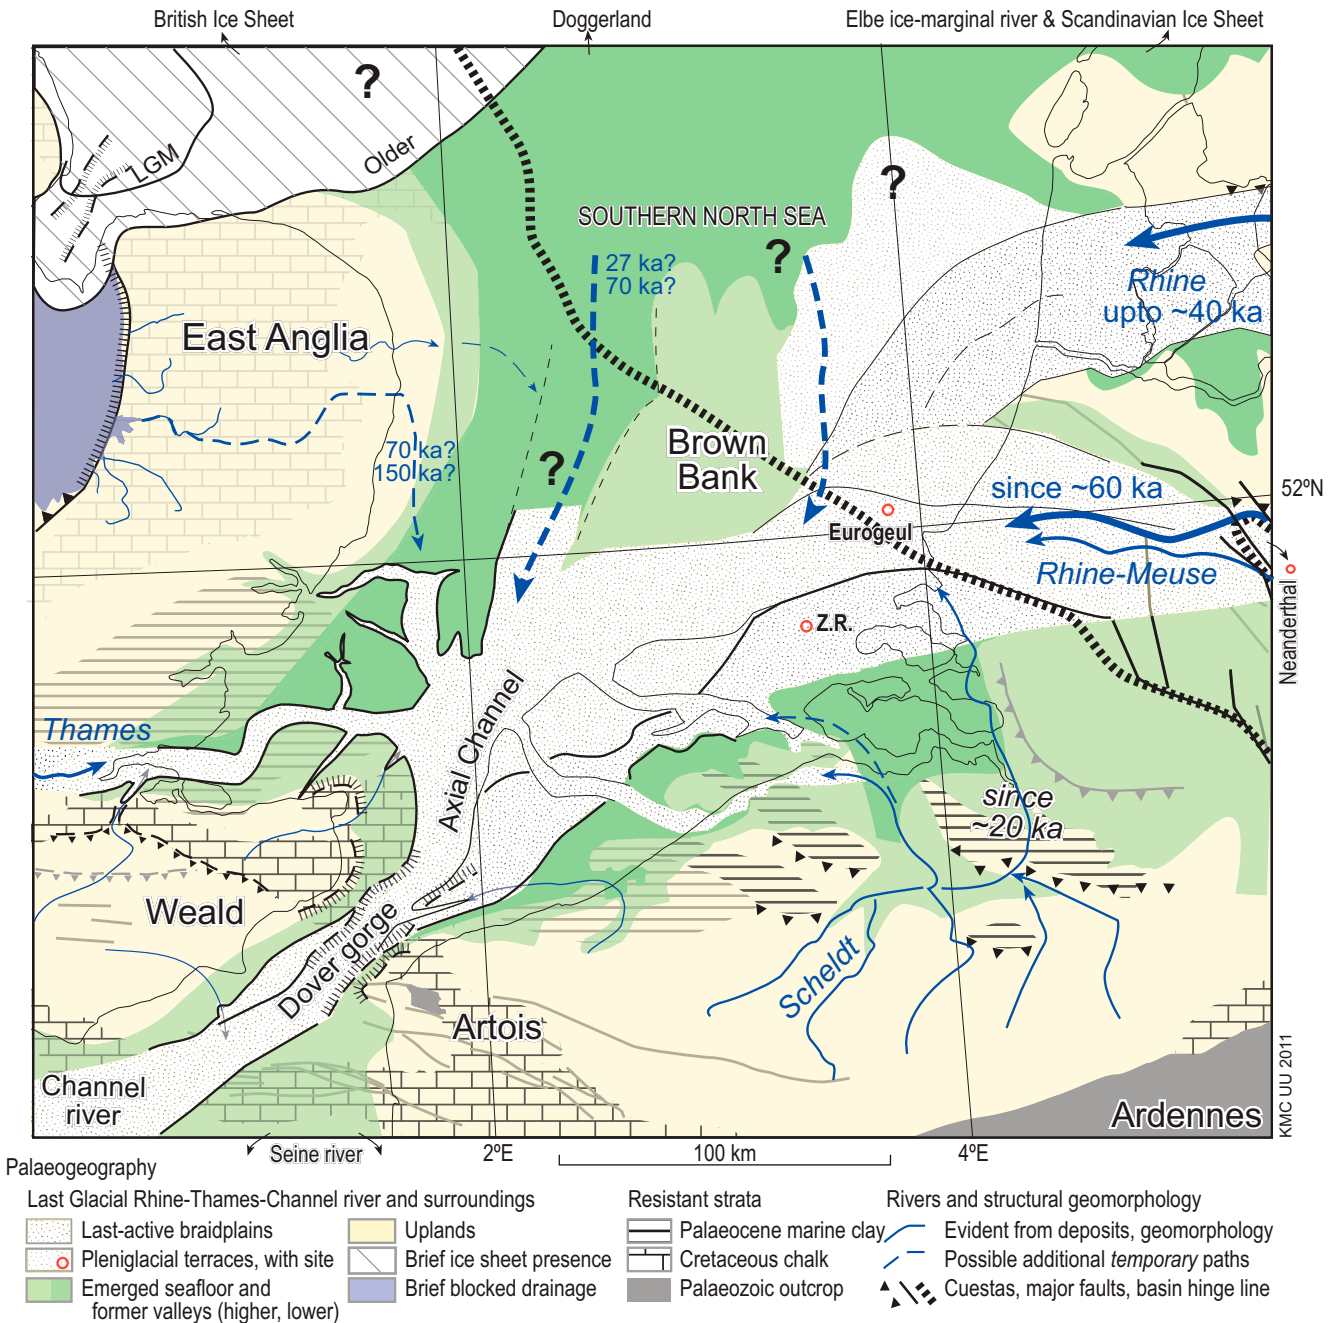 British Ice Sheet
Doggerland
Elbe ice-marginal river & Scandinavian Ice Sheet
?
LGM
Older
?
SOUTHERN NORTH SEA
?
27 ka?
70 ka?
Rhine
upto ~40 ka
East Anglia
Brown
Bank
70 ka?
150 ka?
?
since ~60 ka
52ºN
Eurogeul
Rhine-Meuse
Neanderthal
Z.R.
Thames
Axial Channel
since
~20 ka
Weald
Dover gorge
Scheldt
Artois
Channel
river
Ardennes
KMC UU 2011
Seine river
2ºE
100 km
4ºE
Palaeogeography
Last Glacial Rhine-Thames-Channel river and surroundings
Last-active braidplains
Pleniglacial terraces, with site
Emerged seafloor and
former valleys (higher, lower)
Uplands
Brief ice sheet presence
Brief blocked drainage
Resistant strata
Palaeocene marine clay
Cretaceous chalk
Palaeozoic outcrop
Rivers and structural geomorphology
Evident from deposits, geomorphology
Possible additional temporary paths
Cuestas, major faults, basin hinge line